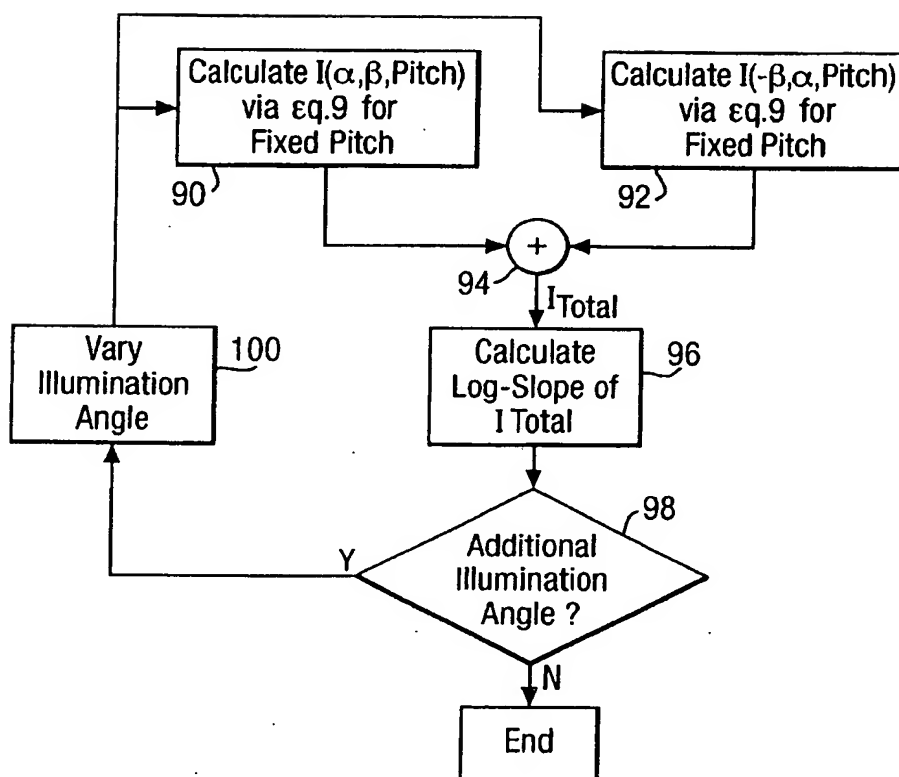 Calculate I(α,β,Pitch)
via εq.9 for
Fixed Pitch
90
Calculate I(-β,α,Pitch)
via εq.9 for
Fixed Pitch
92
+
94
I Total
Calculate
Log-Slope of
I Total
96
Vary
Illumination
Angle
100
Additional
Illumination
Angle ?
98
Y
N
End